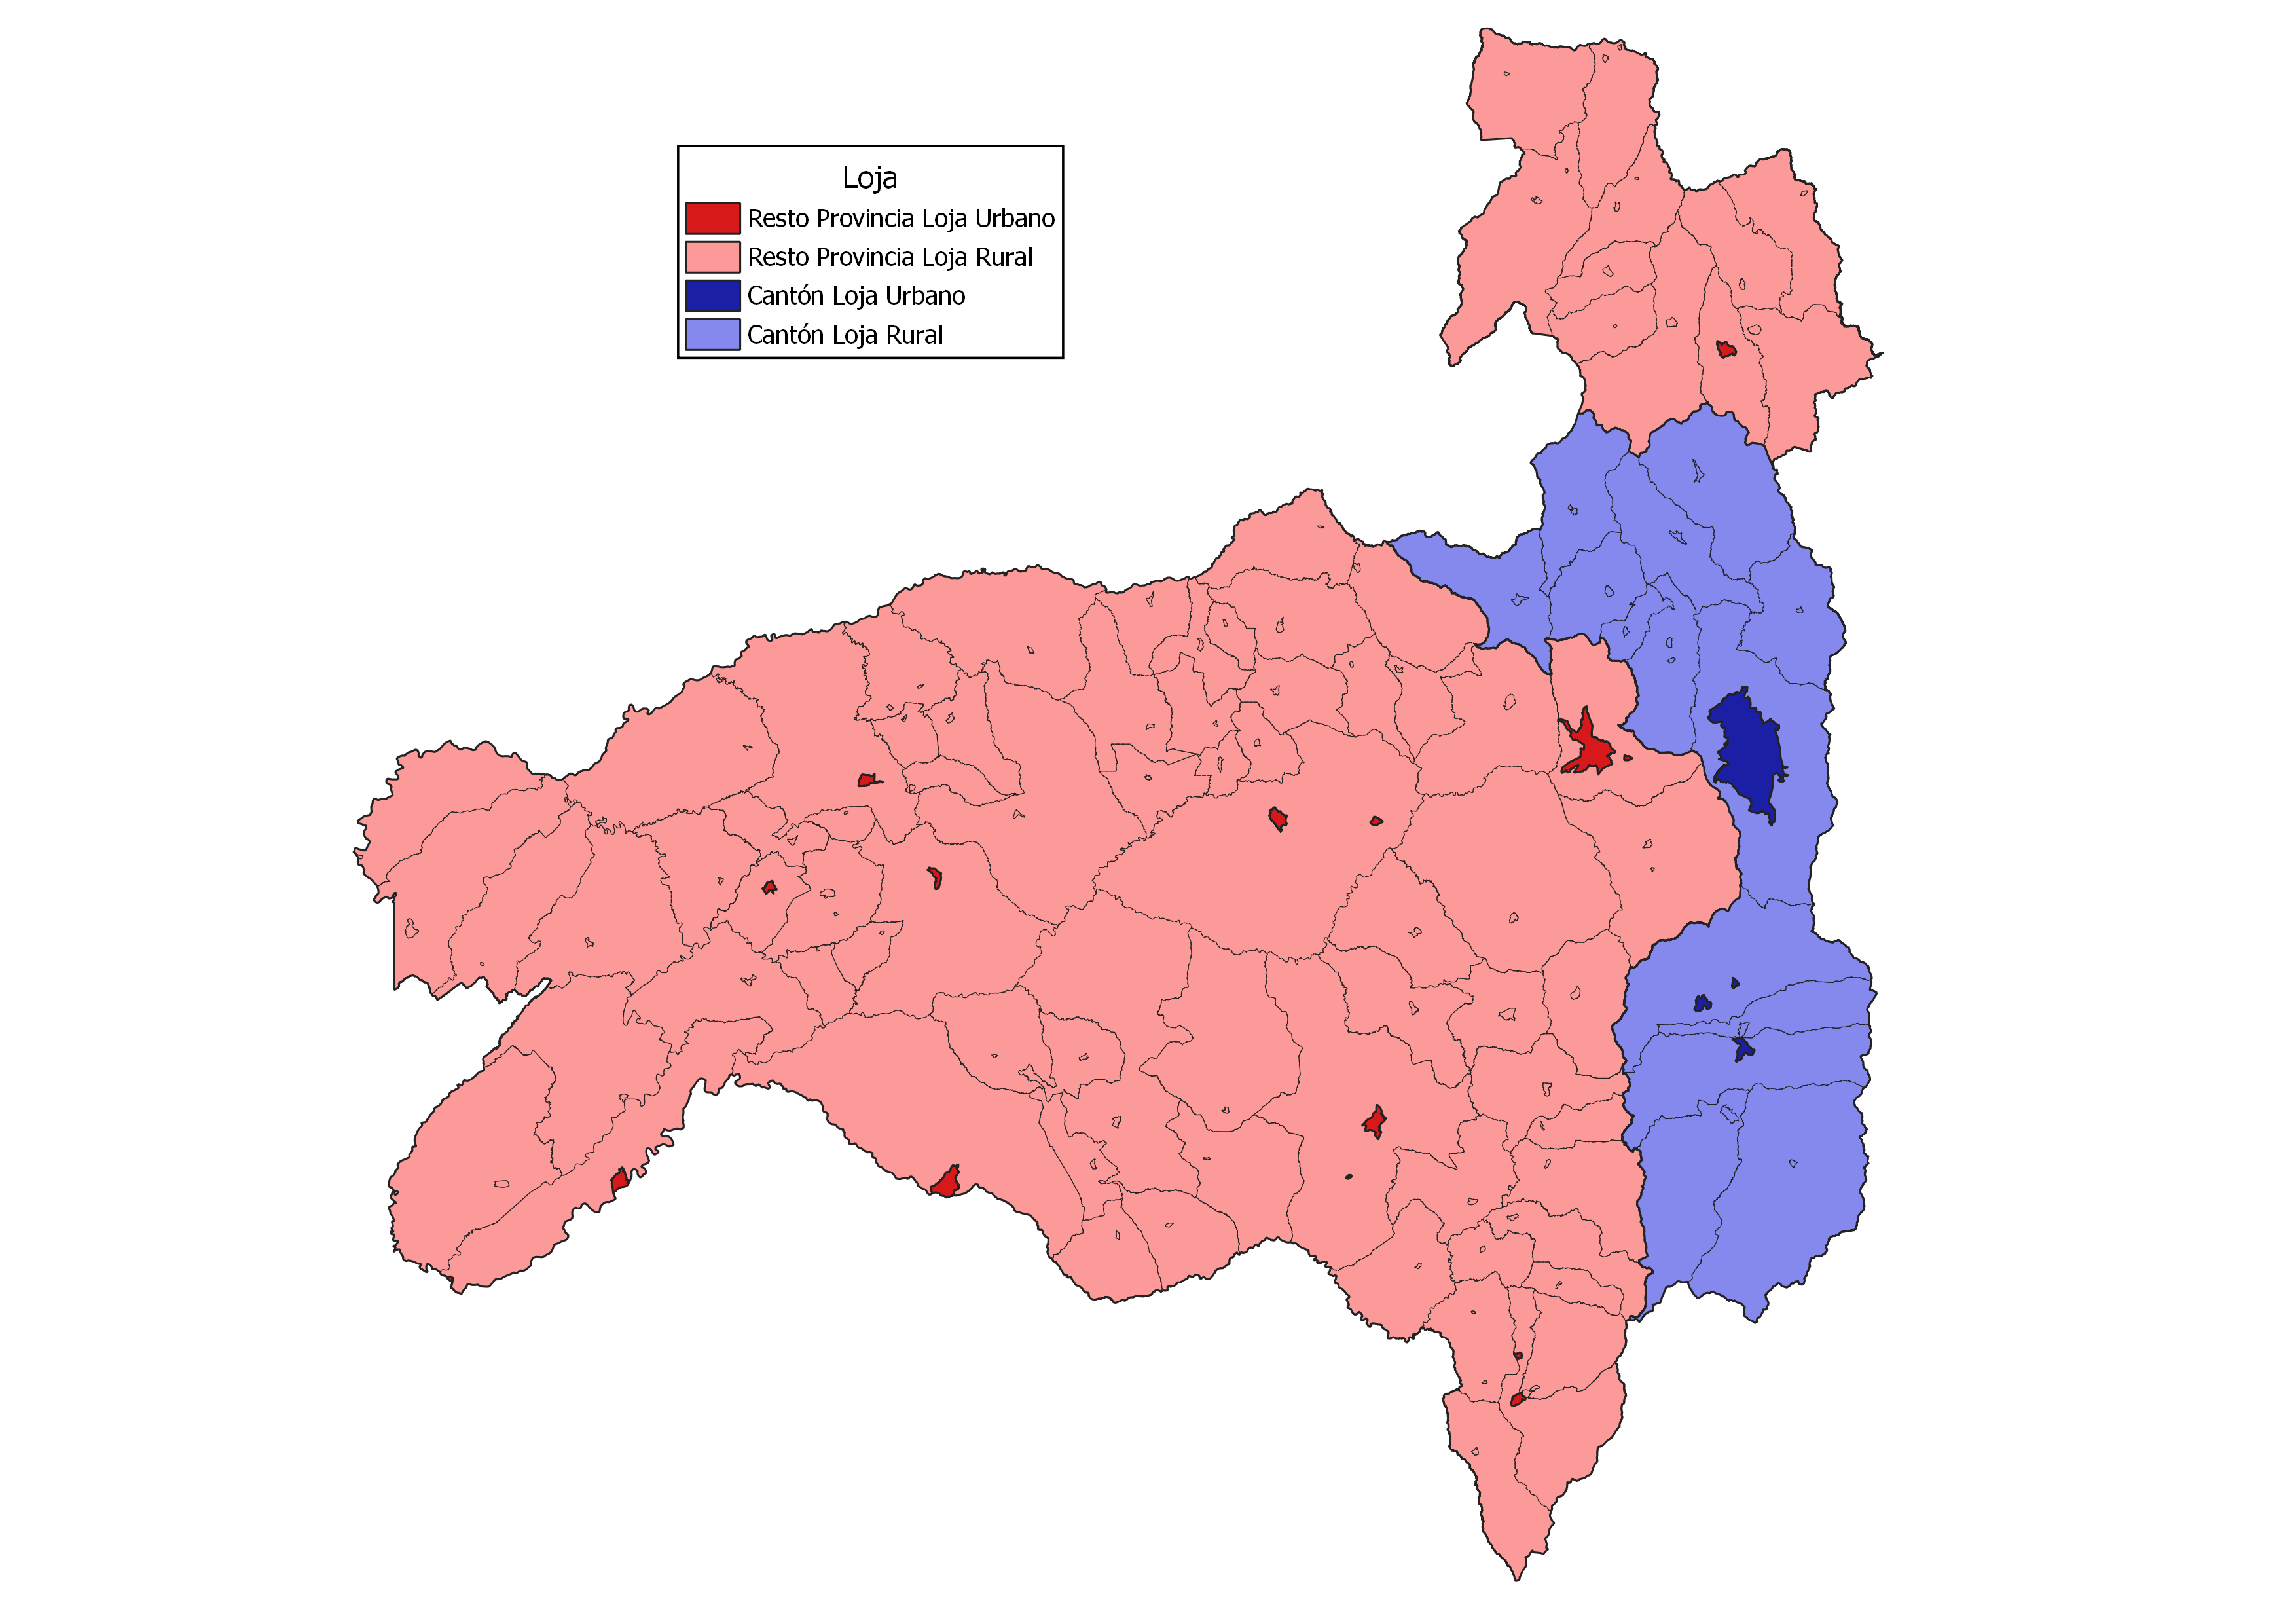 Loja
Resto Provincia Loja Urbano
Resto Provincia Loja Rural
Cantón Loja Urbano
Cantón Loja Rural